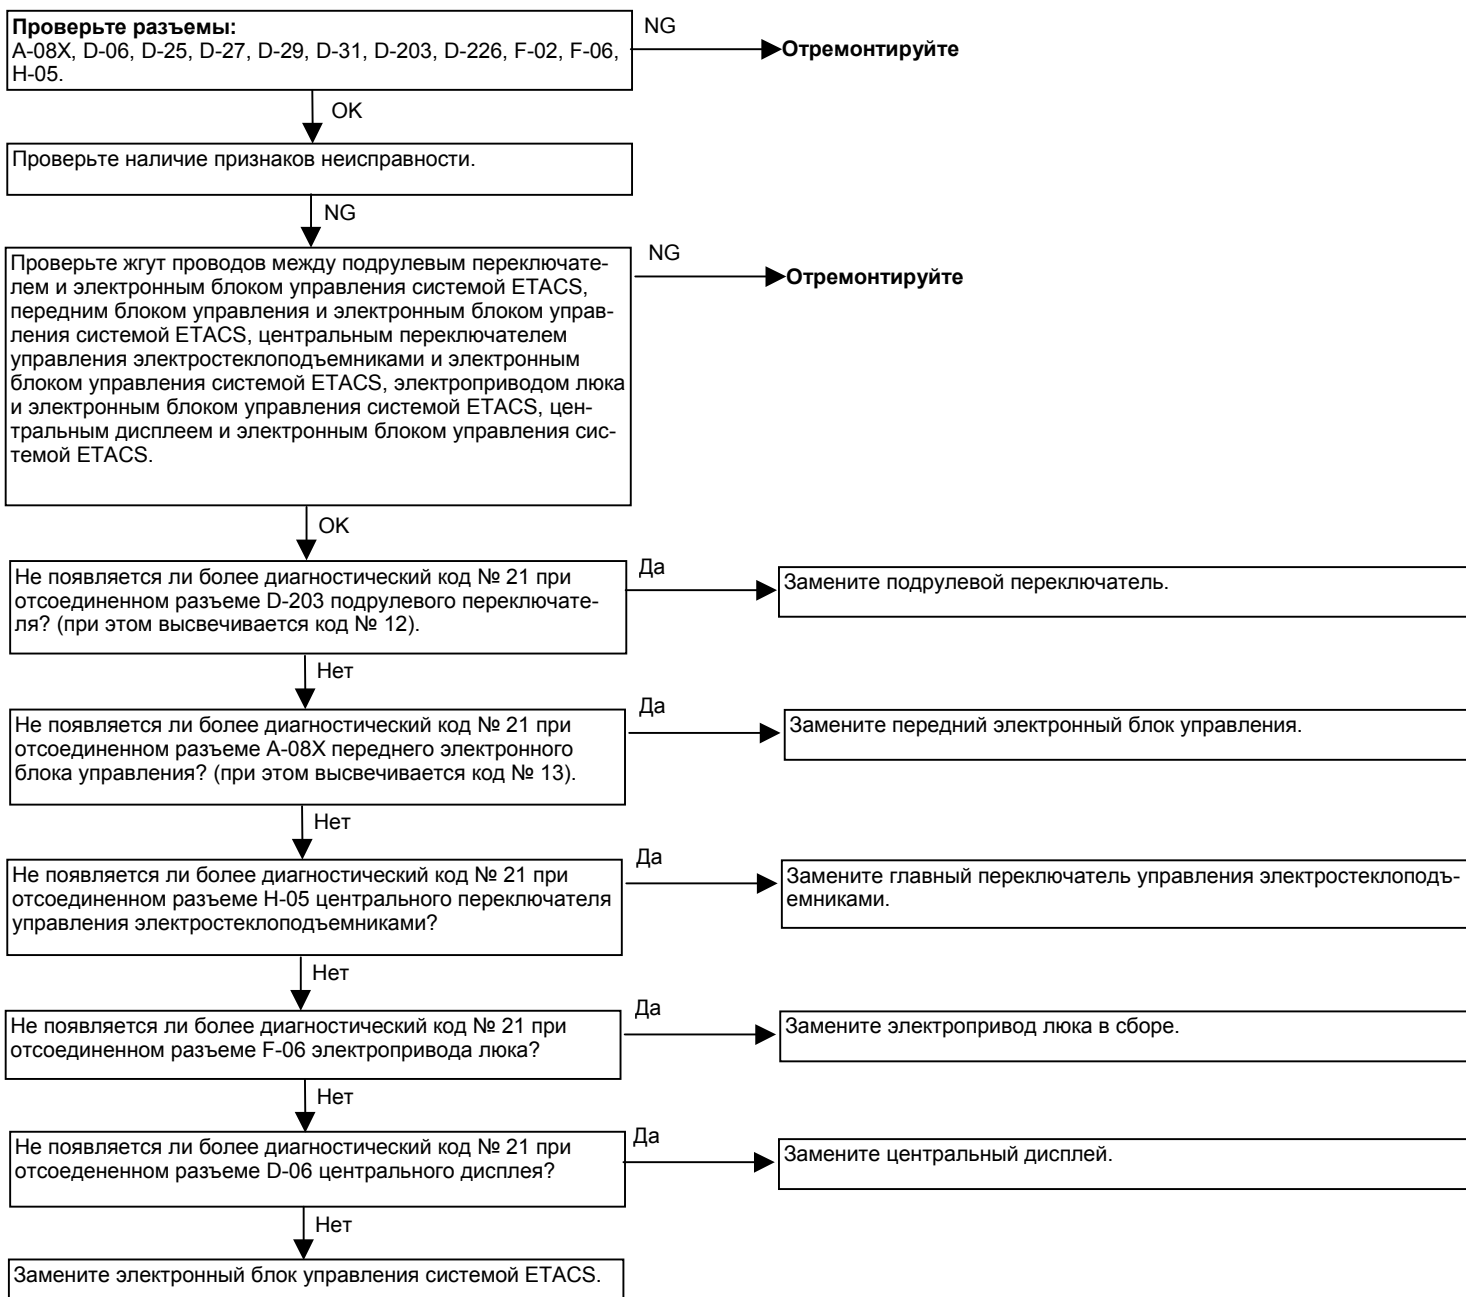 Проверьте разъемы:
A-08X, D-06, D-25, D-27, D-29, D-31, D-203, D-226, F-02, F-06,
H-05.
NG
Отремонтируйте
OK
Проверьте наличие признаков неисправности.
NG
Проверьте жгут проводов между подрулевым переключате-
лем и электронным блоком управления системой ETACS,
передним блоком управления и электронным блоком управ-
ления системой ETACS, центральным переключателем
управления электростеклоподъемниками и электронным
блоком управления системой ETACS, электроприводом люка
и электронным блоком управления системой ETACS, цен-
тральным дисплеем и электронным блоком управления сис-
темой ETACS.
NG
Отремонтируйте
OK
Не появляется ли более диагностический код № 21 при
отсоединенном разъеме D-203 подрулевого переключате-
ля? (при этом высвечивается код № 12).
Да
Замените подрулевой переключатель.
Нет
Не появляется ли более диагностический код № 21 при
отсоединенном разъеме A-08X переднего электронного
блока управления? (при этом высвечивается код № 13).
Да
Замените передний электронный блок управления.
Нет
Не появляется ли более диагностический код № 21 при
отсоединенном разъеме H-05 центрального переключателя
управления электростеклоподъемниками?
Да
Замените главный переключатель управления электростеклоподъ-
емниками.
Нет
Не появляется ли более диагностический код № 21 при
отсоединенном разъеме F-06 электропривода люка?
Да
Замените электропривод люка в сборе.
Нет
Не появляется ли более диагностический код № 21 при
отсоедененном разъеме D-06 центрального дисплея?
Да
Замените центральный дисплей.
Нет
Замените электронный блок управления системой ETACS.